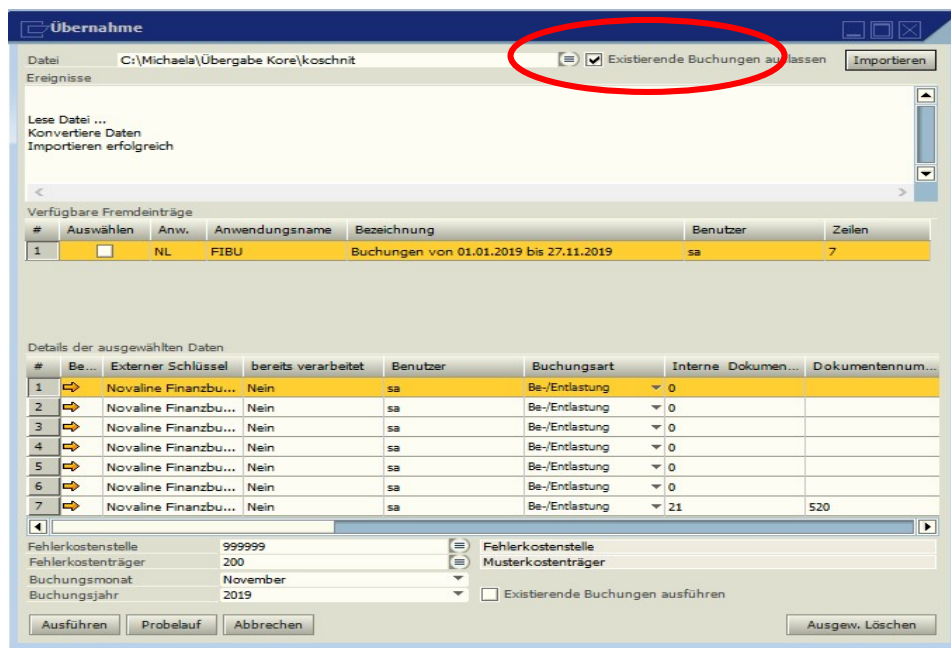 Übernahme
Datei C:\Michaela\Übergabe Kore\koschnit Existierende Buchungen auslassen Importieren
Ereignisse
Lese Datei ...
Konvertiere Daten
Importieren erfolgreich
Verfügbare Fremdeinträge
# Auswählen Anw. Anwendungsname Bezeichnung Benutzer Zeilen
1 NL FIBU Buchungen von 01.01.2019 bis 27.11.2019 sa 7
Details der ausgewählten Daten
# Be... Externer Schlüssel bereits verarbeitet Benutzer Buchungsart Interne Dokumen... Dokumentennum...
1 Novaline Finanzbu... Nein sa Be-/Entlastung 0
2 Novaline Finanzbu... Nein sa Be-/Entlastung 0
3 Novaline Finanzbu... Nein sa Be-/Entlastung 0
4 Novaline Finanzbu... Nein sa Be-/Entlastung 0
5 Novaline Finanzbu... Nein sa Be-/Entlastung 0
6 Novaline Finanzbu... Nein sa Be-/Entlastung 0
7 Novaline Finanzbu... Nein sa Be-/Entlastung 21 520
Fehlerkostenstelle 999999 Fehlerkostenstelle
Fehlerkostenträger 200 Musterkostenträger
Buchungsmonat November
Buchungsjahr 2019 Existierende Buchungen ausführen
Ausführen Probelauf Abbrechen Ausgew. Löschen